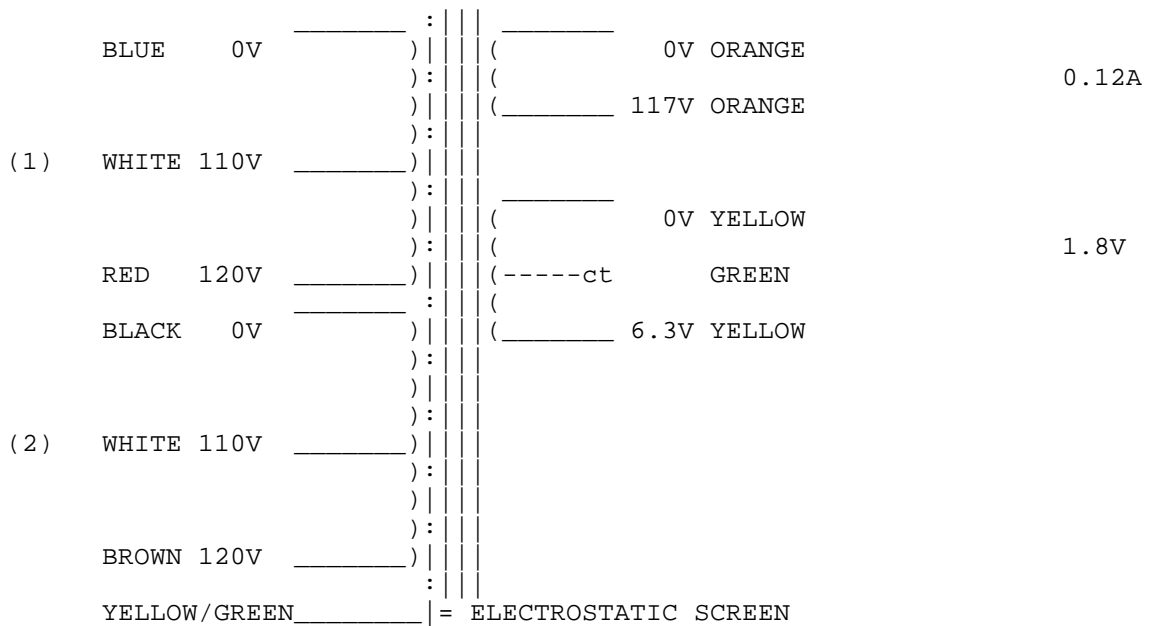 BLUE 0V 0V ORANGE
0.12A
117V ORANGE
(1) WHITE 110V
0V YELLOW
1.8V
RED 120V ct GREEN
BLACK 0V 6.3V YELLOW
(2) WHITE 110V
BROWN 120V
YELLOW/GREEN = ELECTROSTATIC SCREEN